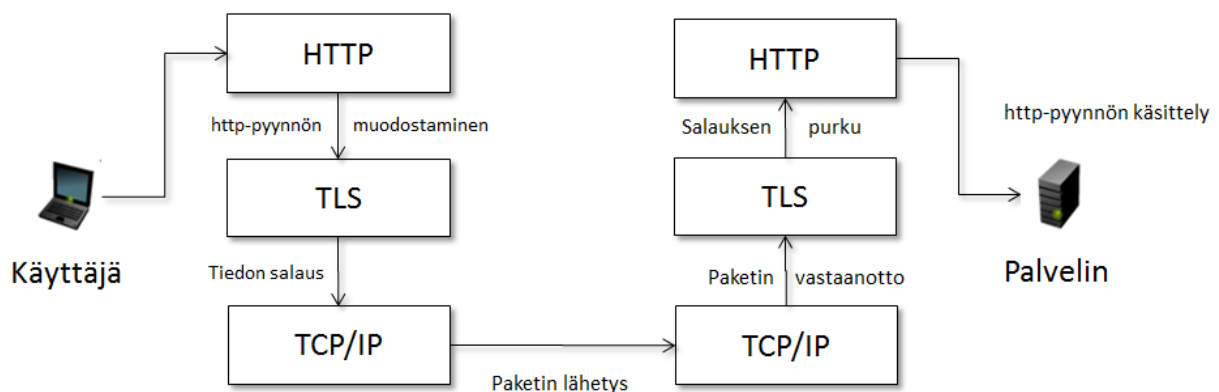 HTTP
http-pyynnön muodostaminen
TLS
Käyttäjä
Tiedon salaus
TCP/IP
Paketin lähetys
TCP/IP
Paketin vastaanotto
TLS
Salauksen purku
HTTP
http-pyynnön käsittely
Palvelin